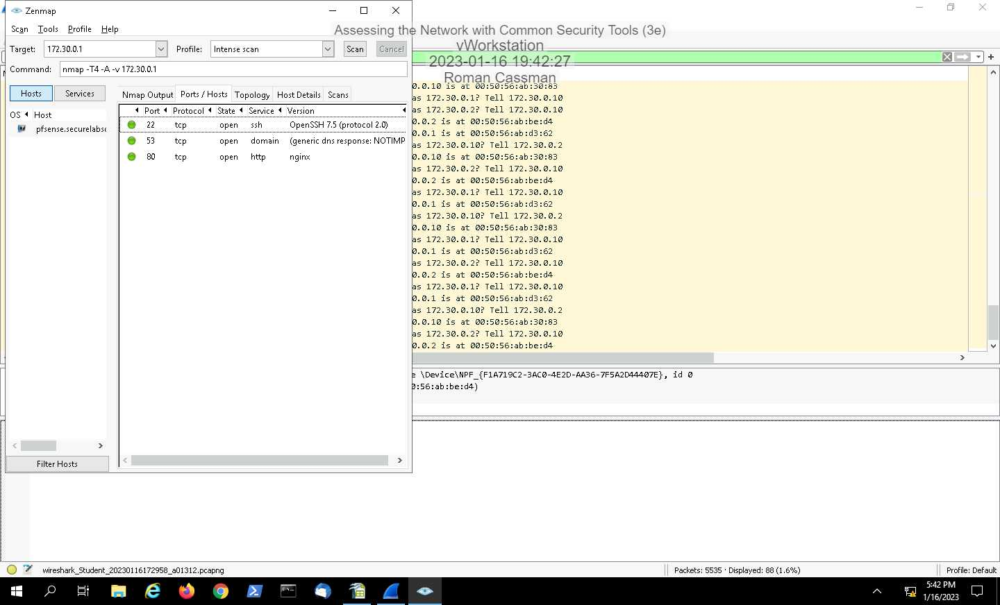 Zenmap
Scan Tools Profile Help
Assessing the Network with Common Security Tools (3e)
vWorkstation
2023-01-16 19:42:27
Roman Cassman
Target: 172.30.0.1 Profile: Intense scan Scan Cancel
Command: nmap -T4 -A -v 172.30.0.1
Hosts Services
Nmap Output Ports / Hosts Topology Host Details Scans
OS Host
pfsense.securelabs
Port Protocol State Service Version
22 tcp open ssh OpenSSH 7.5 (protocol 2.0)
53 tcp open domain (generic dns response: NOTIMP
80 tcp open http nginx
Filter Hosts
0.0.10 is at 00:50:56:ab:30:83
as 172.30.0.1? Tell 172.30.0.10
as 172.30.0.2? Tell 172.30.0.10
0.0.2 is at 00:50:56:ab:be:d4
0.0.1 is at 00:50:56:ab:d3:62
as 172.30.0.10? Tell 172.30.0.2
0.0.10 is at 00:50:56:ab:30:83
as 172.30.0.2? Tell 172.30.0.10
0.0.2 is at 00:50:56:ab:be:d4
as 172.30.0.1? Tell 172.30.0.10
0.0.1 is at 00:50:56:ab:d3:62
as 172.30.0.10? Tell 172.30.0.2
0.0.10 is at 00:50:56:ab:30:83
as 172.30.0.1? Tell 172.30.0.10
0.0.1 is at 00:50:56:ab:d3:62
as 172.30.0.2? Tell 172.30.0.10
0.0.2 is at 00:50:56:ab:be:d4
as 172.30.0.1? Tell 172.30.0.10
0.0.1 is at 00:50:56:ab:d3:62
as 172.30.0.10? Tell 172.30.0.2
0.0.10 is at 00:50:56:ab:30:83
as 172.30.0.2? Tell 172.30.0.10
0.0.2 is at 00:50:56:ab:be:d4
e \Device\NPF_{F1A719C2-3AC0-4E2D-AA36-7F5A2D44407E}, id 0
0:56:ab:be:d4)
wireshark_Student_20230116172958_a01312.pcapng
Packets: 5535 · Displayed: 88 (1.6%)
Profile: Default
5:42 PM
1/16/2023